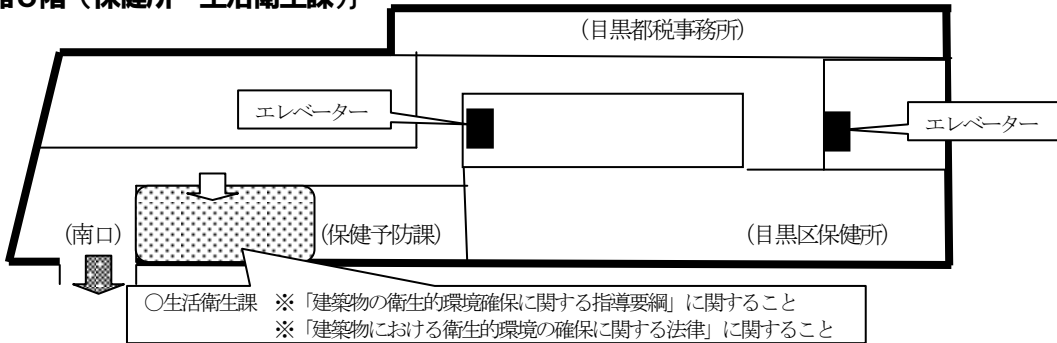 階（保健所　生活衛生課）
（目黒都税事務所）
エレベーター
エレベーター
（南口）
（保健予防課）
（目黒区保健所）
○生活衛生課　※「建築物の衛生的環境確保に関する指導要綱」に関すること
※「建築物における衛生的環境の確保に関する法律」に関すること